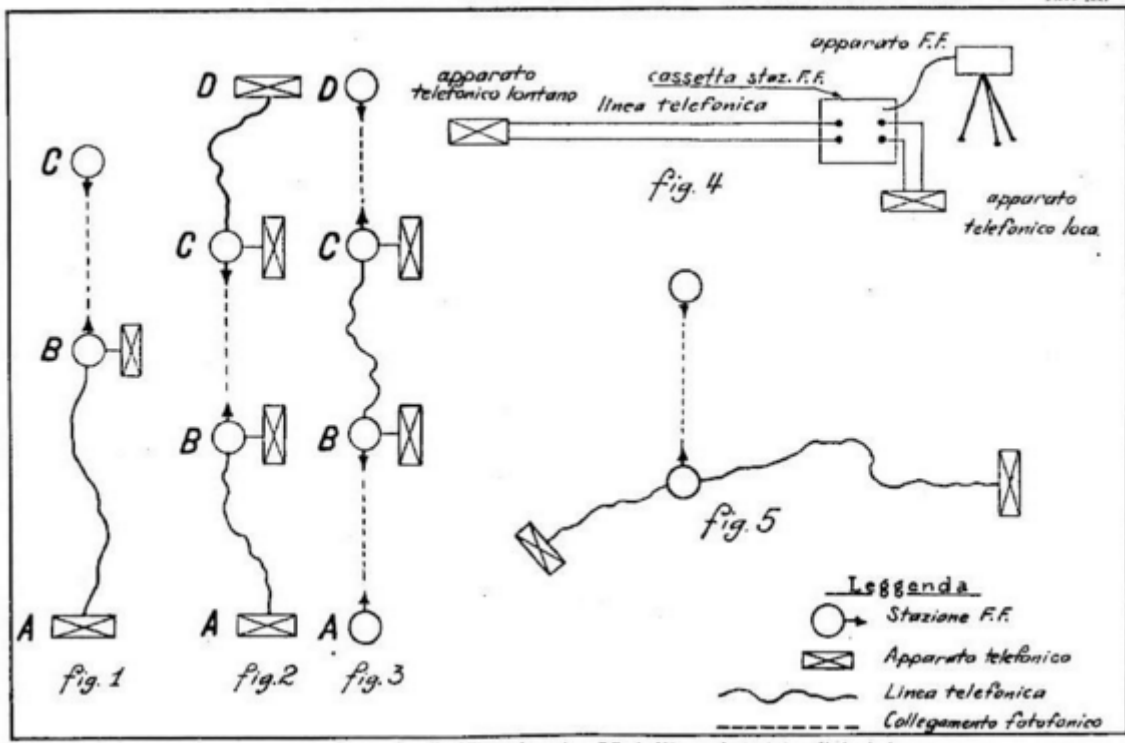 C
B
A
fig. 1
D
C
B
A
fig. 2
D
C
B
A
fig. 3
apparato
telefonico lontano
cassetta staz. F.F.
linea telefonica
apparato F.F.
fig. 4
apparato
telefonico loca
fig. 5
Leggenda
Stazione F.F.
Apparato telefonico
Linea telefonica
Collegamento fotofonico